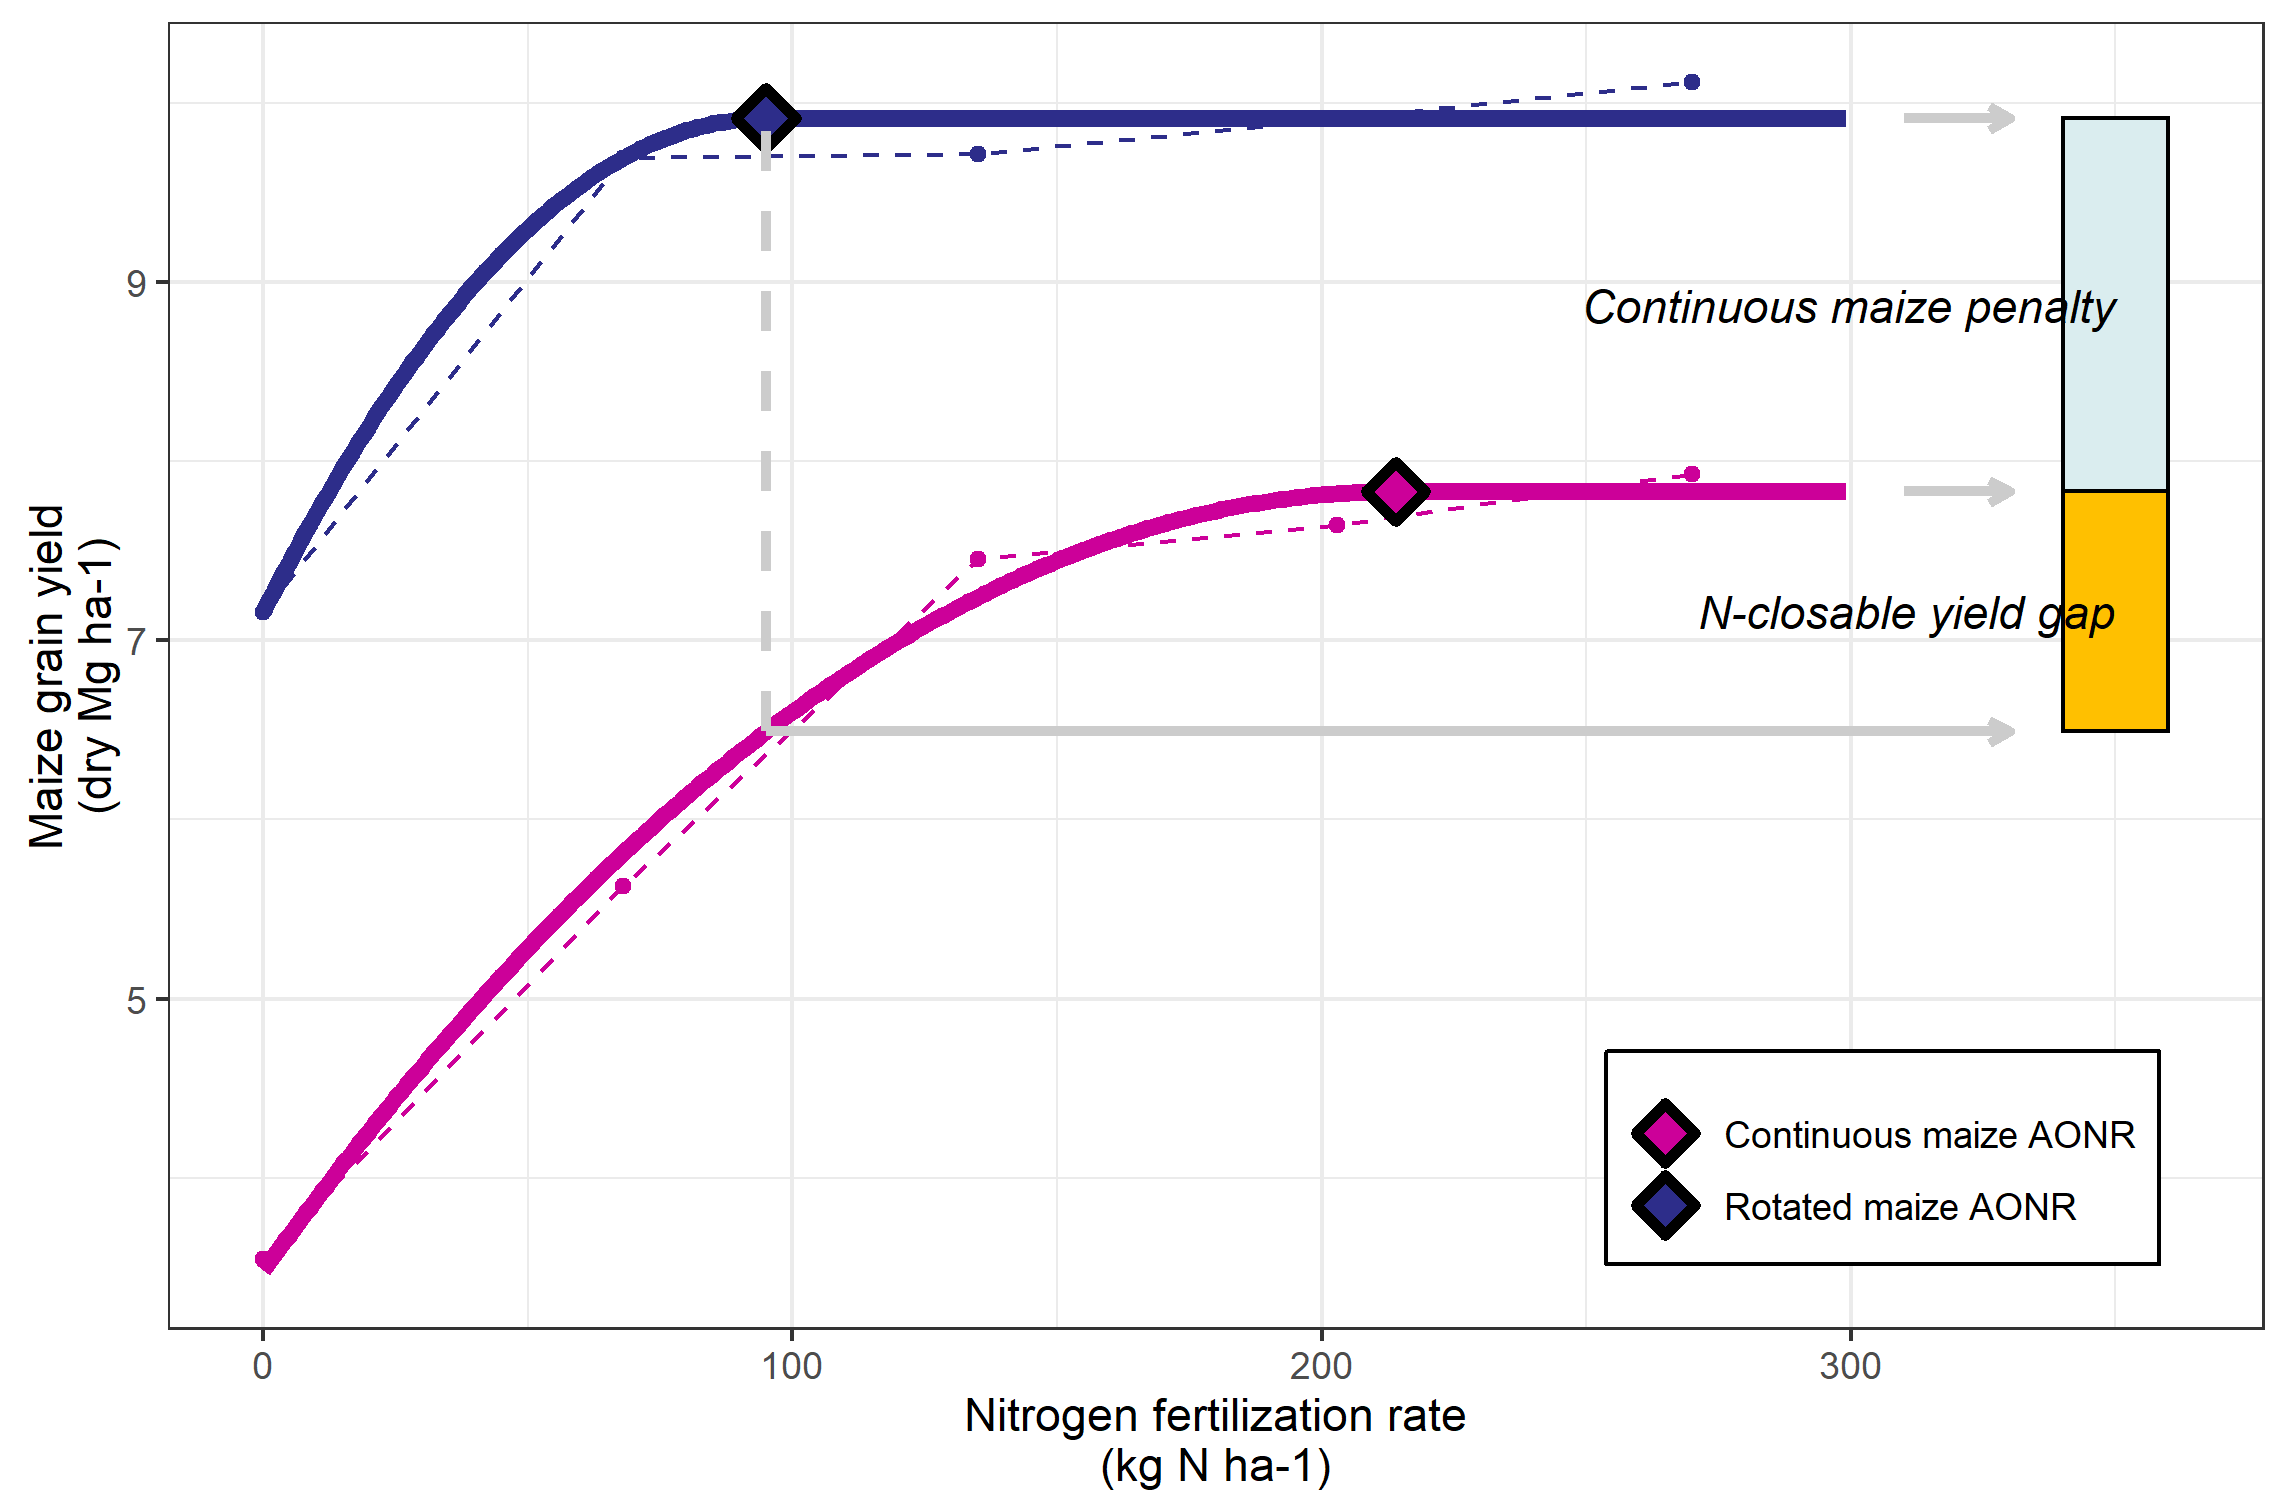 Maize grain yield
(dry Mg ha-1)
9
7
5
Continuous maize penalty
N-closable yield gap
Continuous maize AONR
Rotated maize AONR
0
100
200
300
Nitrogen fertilization rate
(kg N ha-1)